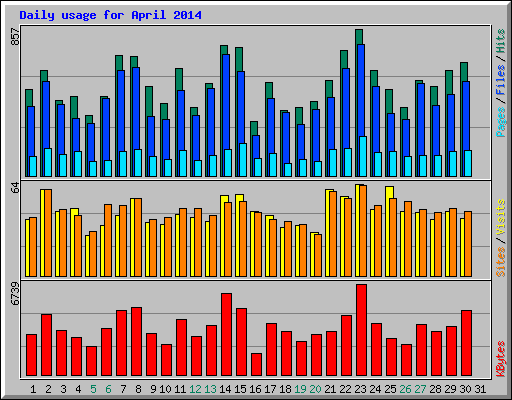 Daily usage for April 2014
857
Pages / Files / Hits
64
Sites / Visits
6739
KBytes
1 2 3 4 5 6 7 8 9 10 11 12 13 14 15 16 17 18 19 20 21 22 23 24 25 26 27 28 29 30 31